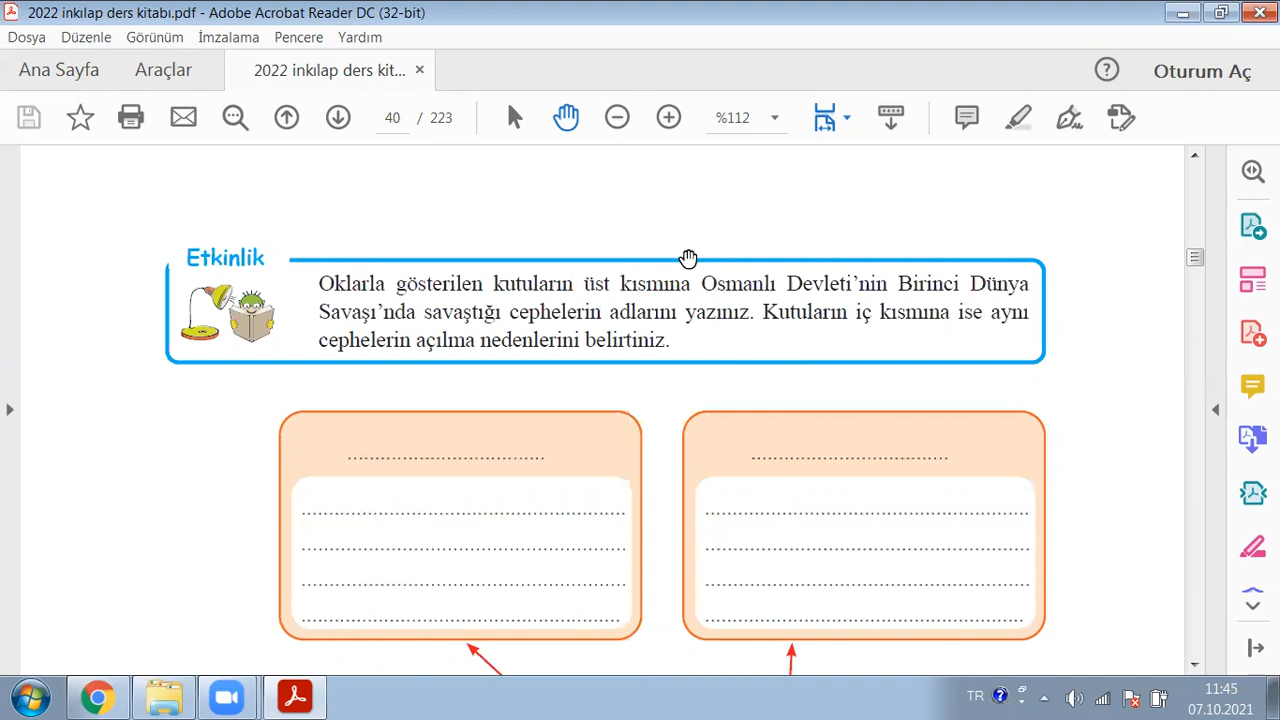 2022 inkılap ders kitabı.pdf - Adobe Acrobat Reader DC (32-bit)
Dosya Düzenle Görünüm İmzalama Pencere Yardım
Ana Sayfa Araçlar 2022 inkılap ders kit... × Oturum Aç
40 / 223 %112
Etkinlik
Oklarla gösterilen kutuların üst kısmına Osmanlı Devleti’nin Birinci Dünya
Savaşı’nda savaştığı cephelerin adlarını yazınız. Kutuların iç kısmına ise aynı
cephelerin açılma nedenlerini belirtiniz.
TR 11:45
07.10.2021